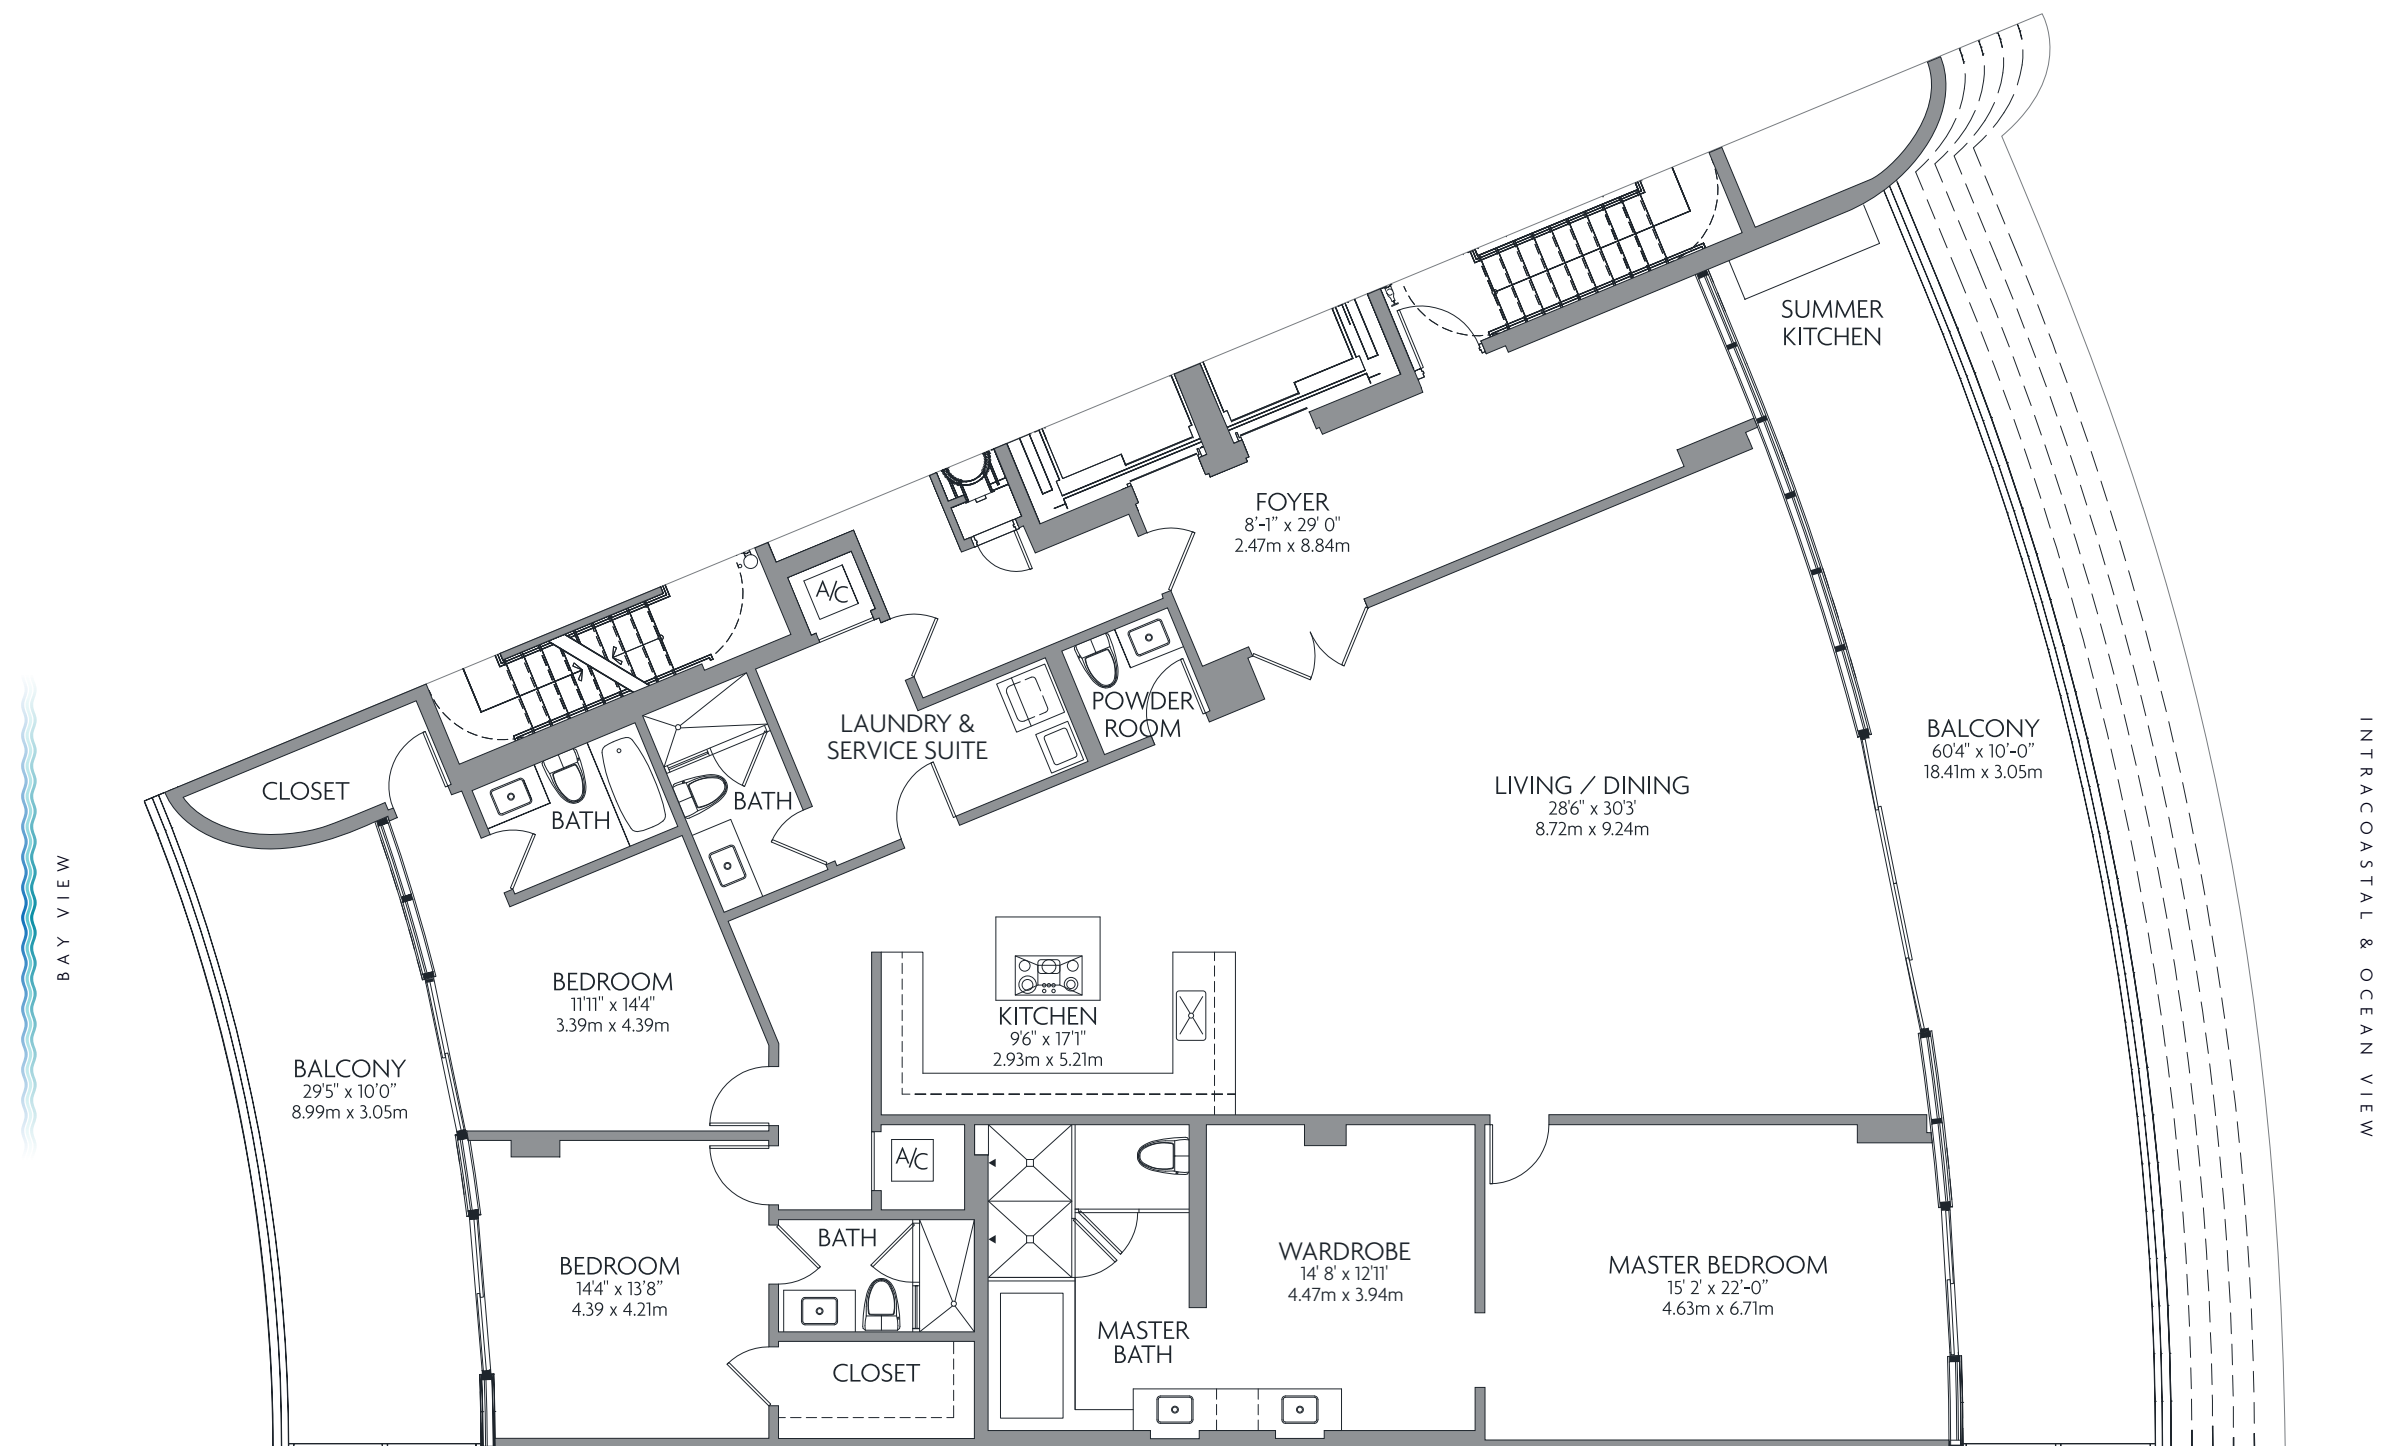 SUMMER
KITCHEN
FOYER
8'-1" x 29' 0"
2.47m x 8.84m
A/C
POWDER
ROOM
LAUNDRY &
SERVICE SUITE
BALCONY
60'4" x 10'-0"
18.41m x 3.05m
CLOSET
BATH
BATH
LIVING / DINING
28'6" x 30'3'
8.72m x 9.24m
BAY VIEW
INTRACOASTAL & OCEAN VIEW
BEDROOM
11'11" x 14'4"
3.39m x 4.39m
KITCHEN
9'6" x 17'1"
2.93m x 5.21m
BALCONY
29'5" x 10'0"
8.99m x 3.05m
A/C
BATH
BEDROOM
14'4" x 13'8"
4.39 x 4.21m
WARDROBE
14' 8' x 12'11'
4.47m x 3.94m
MASTER BEDROOM
15' 2' x 22'-0"
4.63m x 6.71m
MASTER
BATH
CLOSET